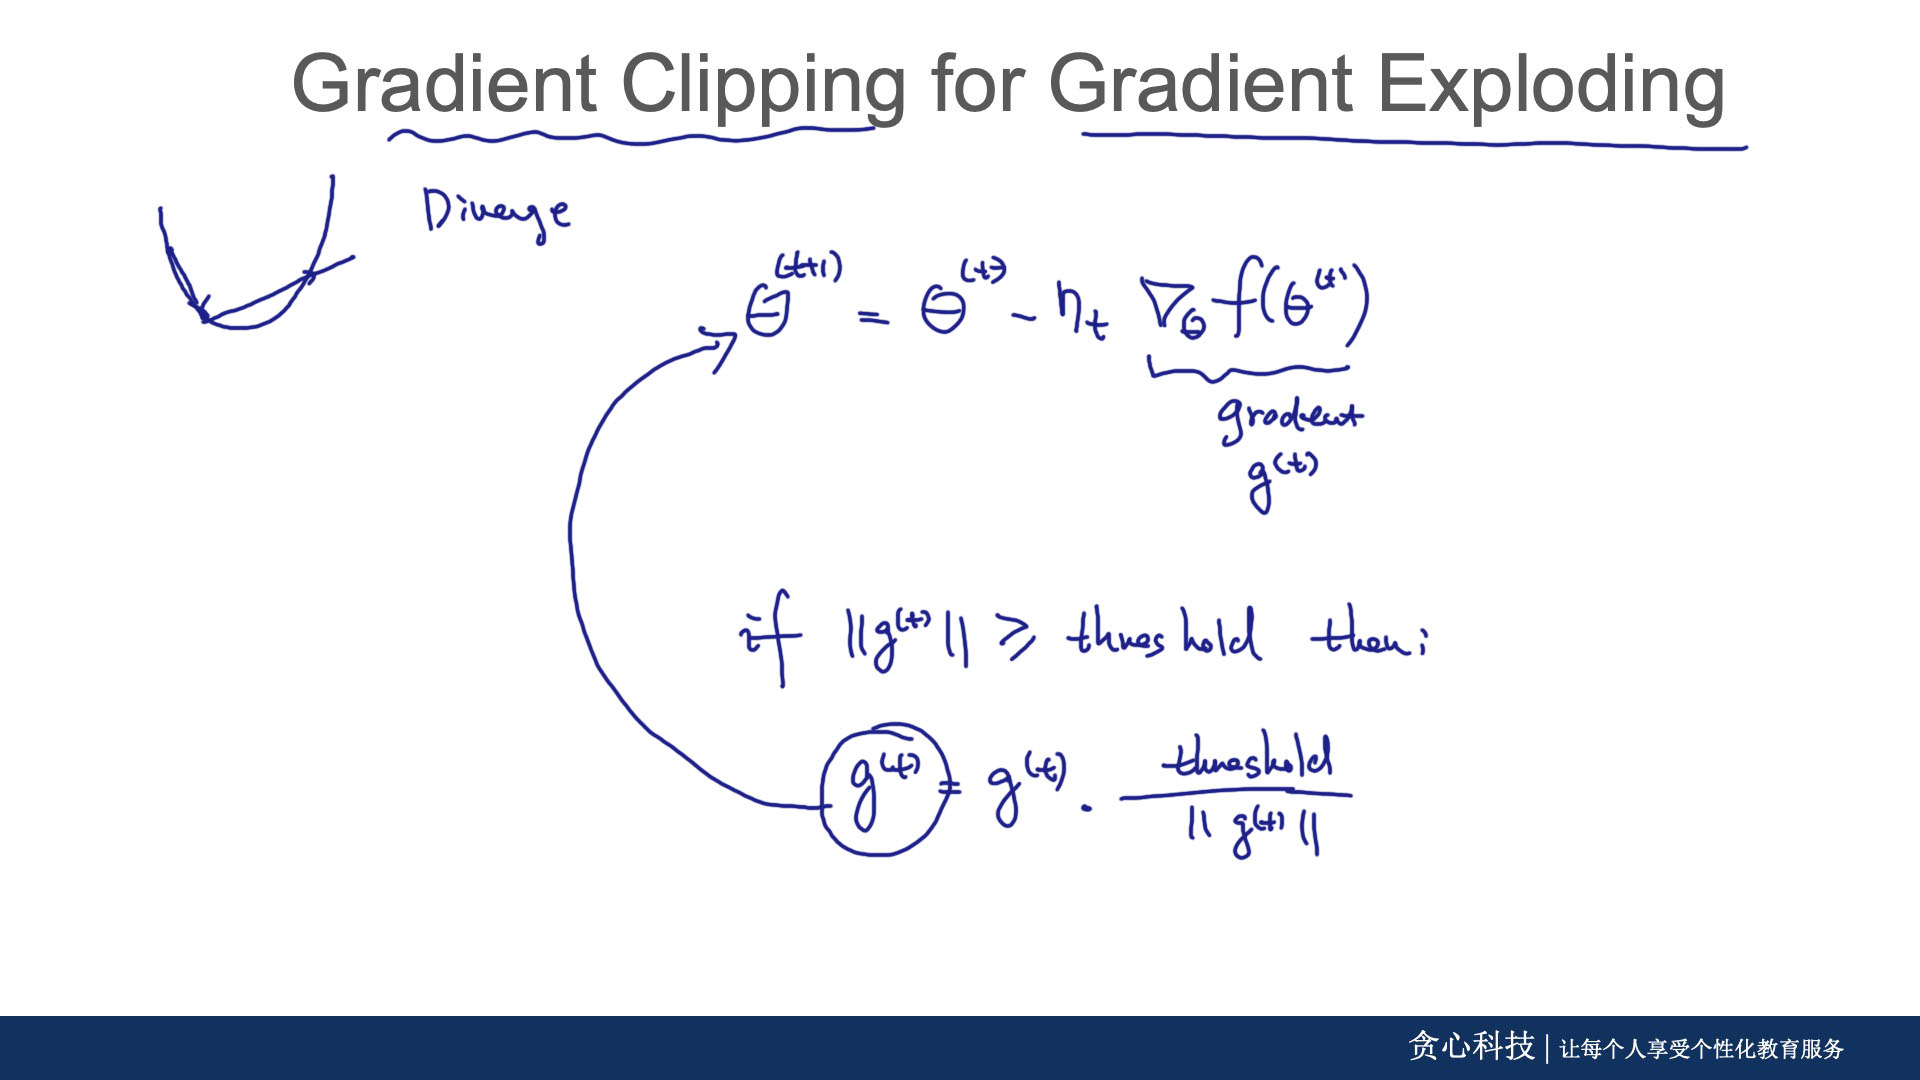 Gradient Clipping for Gradient Exploding
Diverge
θ^(t+1) = θ^(t) - η_t ∇_θ f(θ^(t))
gradient
g^(t)
if ||g^(t)|| ⩾ threshold then:
g^(t) = g^(t) · threshold / ||g^(t)||
贪心科技 | 让每个人享受个性化教育服务